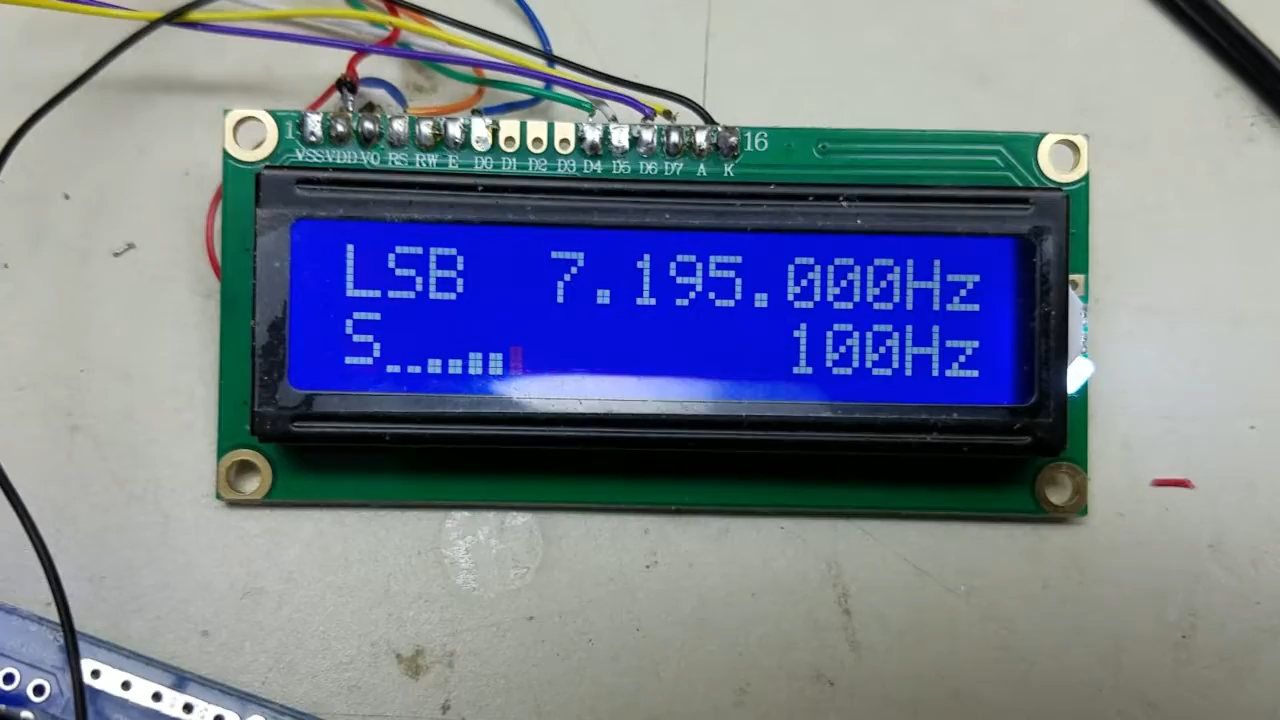 1 16
VSS VDD VO RS RW E D0 D1 D2 D3 D4 D5 D6 D7 A K
LSB 7.195.000Hz
S 100Hz